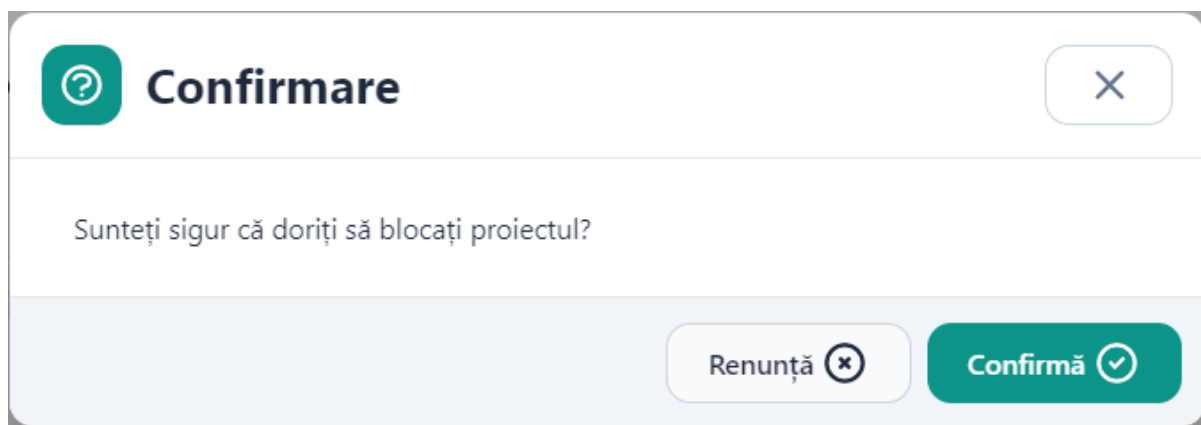 Confirmare
Sunteți sigur că doriți să blocați proiectul?
Renunță
Confirmă